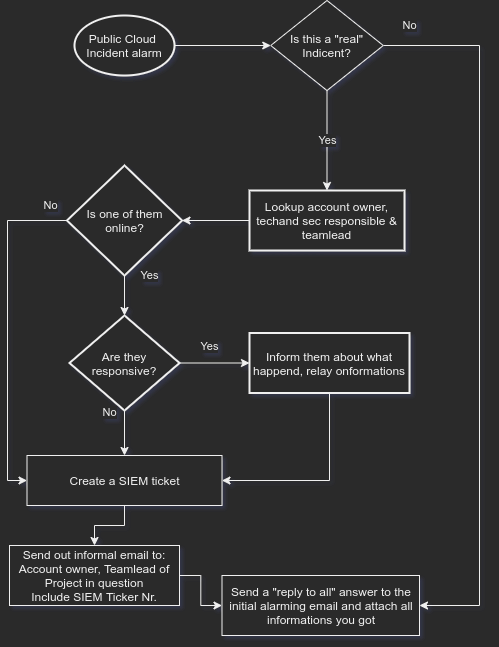 Public Cloud
Incident alarm
Is this a "real"
Indicent?
No
Yes
Lookup account owner,
techand sec responsible &
teamlead
Is one of them
online?
No
Yes
Are they
responsive?
Yes
Inform them about what
happend, relay onformations
No
Create a SIEM ticket
Send out informal email to:
Account owner, Teamlead of
Project in question
Include SIEM Ticker Nr.
Send a "reply to all" answer to the
initial alarming email and attach all
informations you got